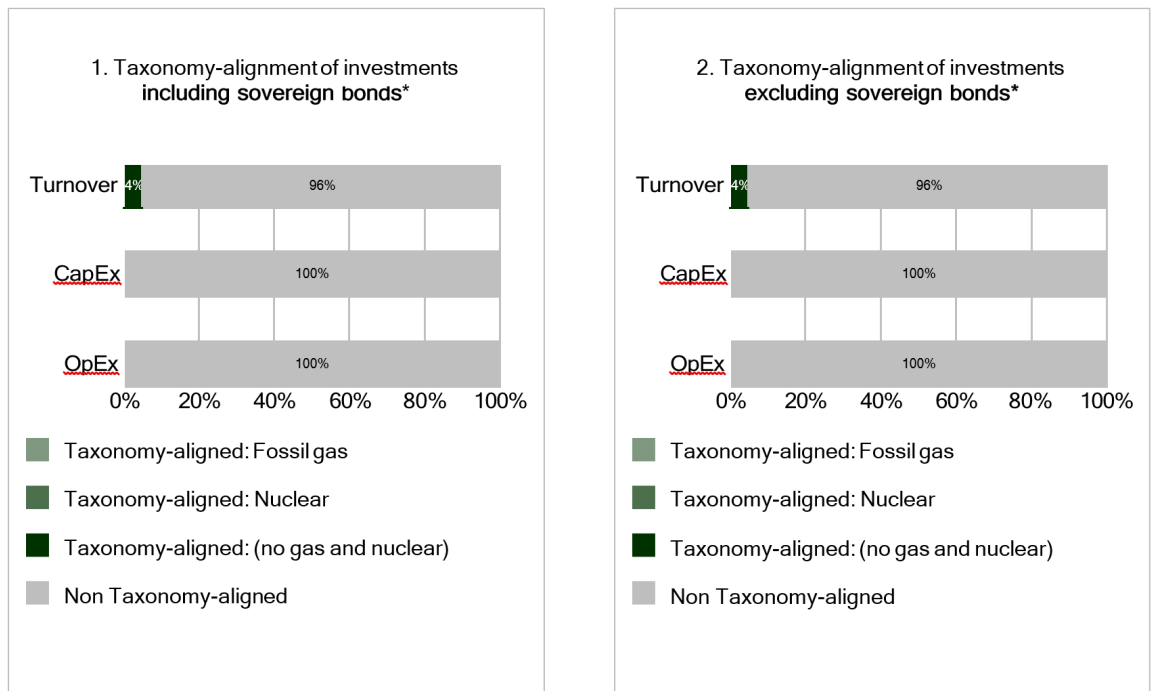 1. Taxonomy-alignment of investments
including sovereign bonds*
Turnover
4%
96%
CapEx
100%
OpEx
100%
0% 20% 40% 60% 80% 100%
Taxonomy-aligned: Fossil gas
Taxonomy-aligned: Nuclear
Taxonomy-aligned: (no gas and nuclear)
Non Taxonomy-aligned
2. Taxonomy-alignment of investments
excluding sovereign bonds*
Turnover
4%
96%
CapEx
100%
OpEx
100%
0% 20% 40% 60% 80% 100%
Taxonomy-aligned: Fossil gas
Taxonomy-aligned: Nuclear
Taxonomy-aligned: (no gas and nuclear)
Non Taxonomy-aligned